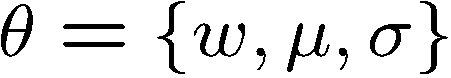 θ = {w, μ, σ}